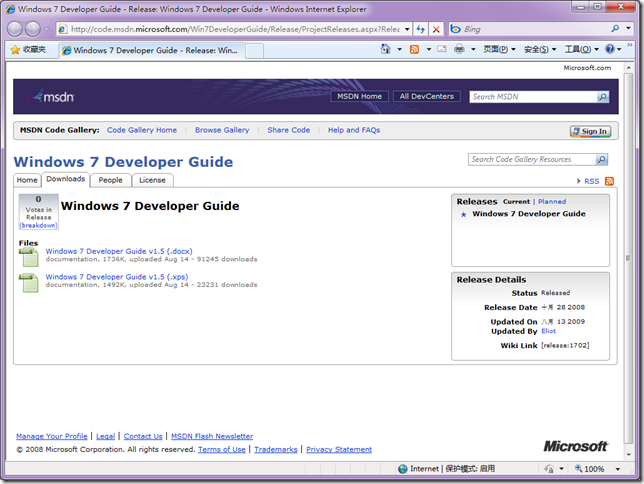 Windows 7 Developer Guide - Release: Windows 7 Developer Guide - Windows Internet Explorer
http://code.msdn.microsoft.com/Win7DeveloperGuide/Release/ProjectReleases.aspx?Relea
Bing
收藏夹
Windows 7 Developer Guide - Release: Win...
页面(P)
安全(S)
工具(O)
Microsoft.com
msdn
MSDN Home
All DevCenters
Search MSDN
MSDN Code Gallery:
Code Gallery Home
Browse Gallery
Share Code
Help and FAQs
Sign In
Windows 7 Developer Guide
Search Code Gallery Resources
Home
Downloads
People
License
RSS
0
Votes in
Release
(breakdown)
Windows 7 Developer Guide
Files
Windows 7 Developer Guide v1.5 (.docx)
documentation, 1736K, uploaded Aug 14 - 91245 downloads
Windows 7 Developer Guide v1.5 (.xps)
documentation, 1492K, uploaded Aug 14 - 23231 downloads
Releases Current | Planned
Windows 7 Developer Guide
Release Details
Status Released
Release Date 十月 28 2008
Updated On 八月 13 2009
Updated By Eliot
Wiki Link [release:1702]
Manage Your Profile | Legal | Contact Us | MSDN Flash Newsletter
© 2008 Microsoft Corporation. All rights reserved. Terms of Use | Trademarks | Privacy Statement
Microsoft
Internet | 保护模式: 启用
100%